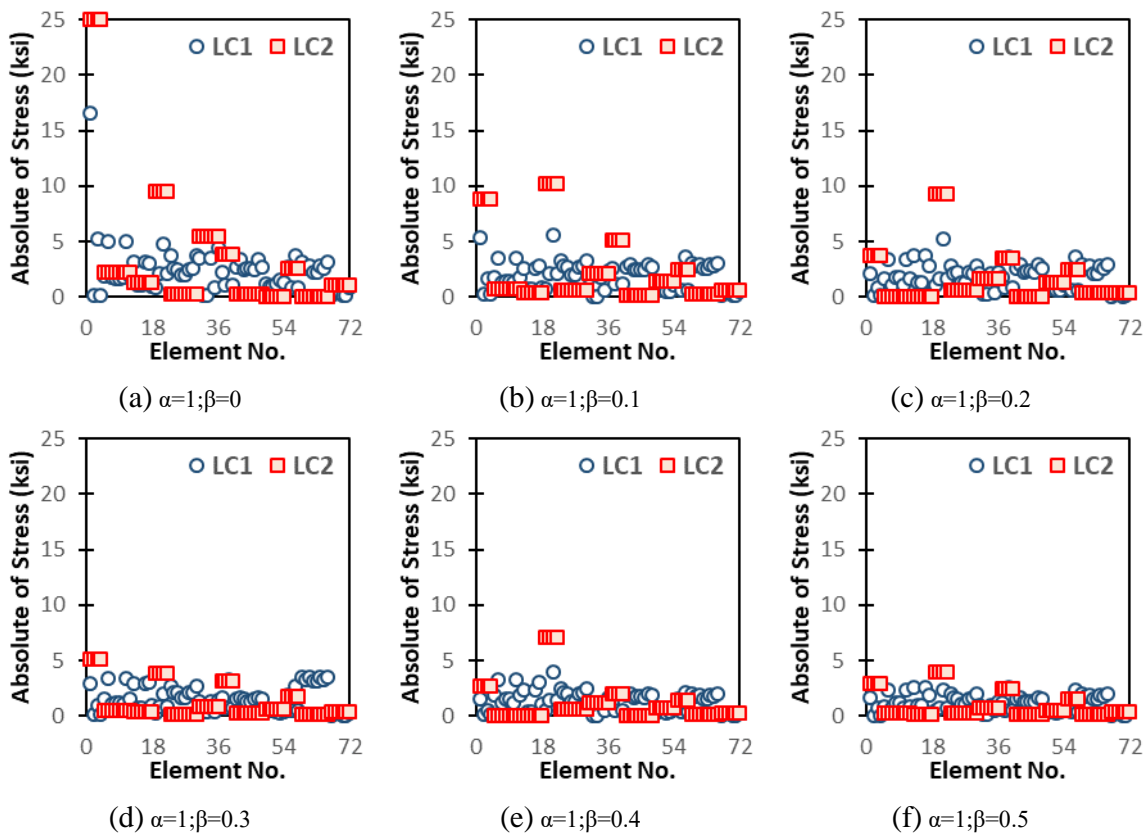 25 LC1 LC2 25 LC1 LC2 25 LC1 LC2
20 20 20
15 15 15
10 10 10
5 5 5
0 0 0
0 18 36 54 72 0 18 36 54 72 0 18 36 54 72
Absolute of Stress (ksi) Absolute of Stress (ksi) Absolute of Stress (ksi)
Element No. Element No. Element No.
(a) α=1;β=0 (b) α=1;β=0.1 (c) α=1;β=0.2
25 LC1 LC2 25 LC1 LC2 25 LC1 LC2
20 20 20
15 15 15
10 10 10
5 5 5
0 0 0
0 18 36 54 72 0 18 36 54 72 0 18 36 54 72
Absolute of Stress (ksi) Absolute of Stress (ksi) Absolute of Stress (ksi)
Element No. Element No. Element No.
(d) α=1;β=0.3 (e) α=1;β=0.4 (f) α=1;β=0.5